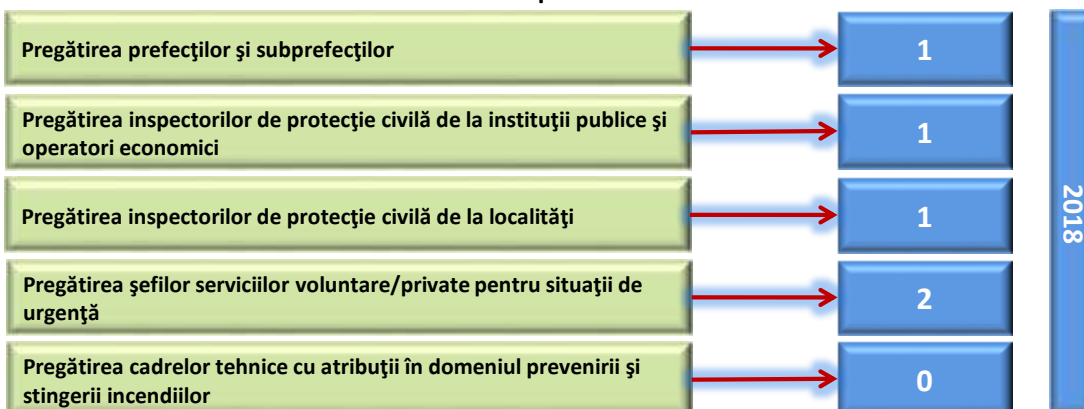 Pregătirea prefecţilor şi subprefecţilor
1
Pregătirea inspectorilor de protecţie civilă de la instituţii publice şi
operatori economici
1
Pregătirea inspectorilor de protecţie civilă de la localităţi
1
Pregătirea şefilor serviciilor voluntare/private pentru situaţii de
urgenţă
2
Pregătirea cadrelor tehnice cu atribuţii în domeniul prevenirii şi
stingerii incendiilor
0
2018